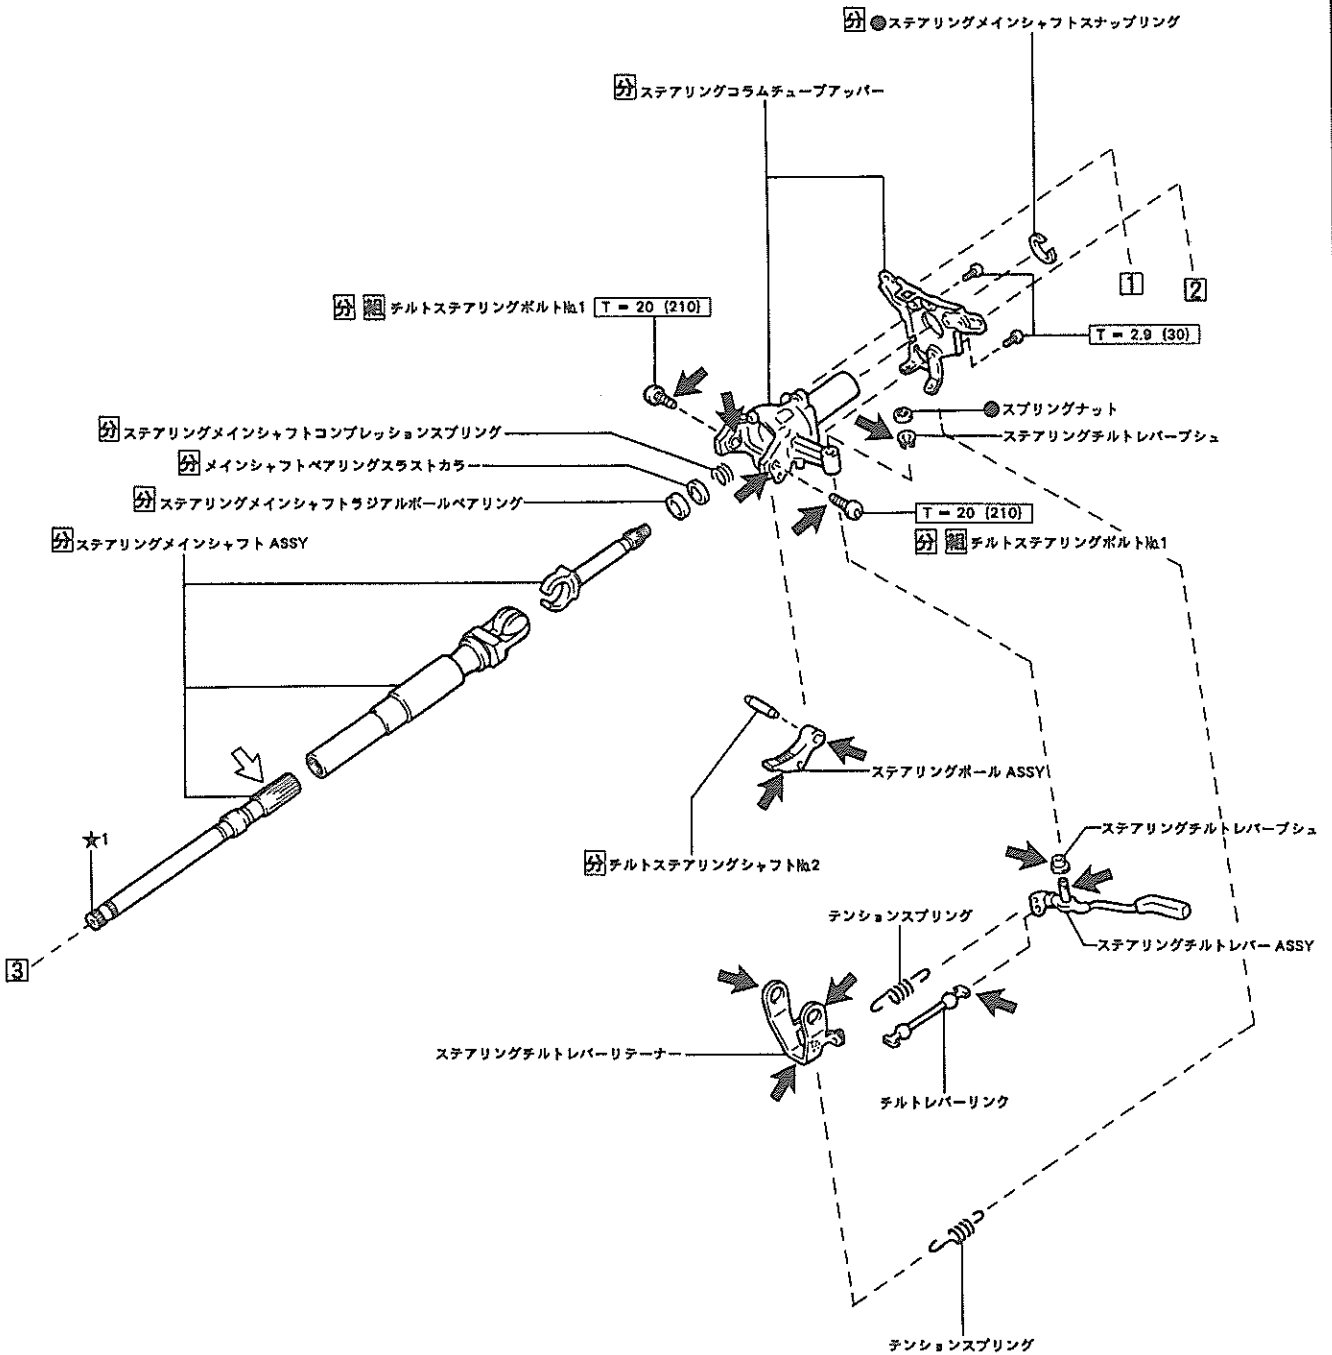 分 ●ステアリングメインシャフトスナップリング
分 ステアリングコラムチューブアッパー
1
2
分 組 チルトステアリングボルト№1 T = 20 {210}
T = 2.9 {30}
●スプリングナット
分 ステアリングメインシャフトコンプレッションスプリング
ステアリングチルトレバーブシュ
分 メインシャフトベアリングスラストカラー
分 ステアリングメインシャフトラジアルボールベアリング
T = 20 {210}
分 ステアリングメインシャフト ASSY
分 組 チルトステアリングボルト№1
ステアリングポール ASSY
★1
ステアリングチルトレバーブシュ
分 チルトステアリングシャフト№2
テンションスプリング
ステアリングチルトレバー ASSY
3
ステアリングチルトレバーリテーナー
チルトレバーリンク
テンションスプリング